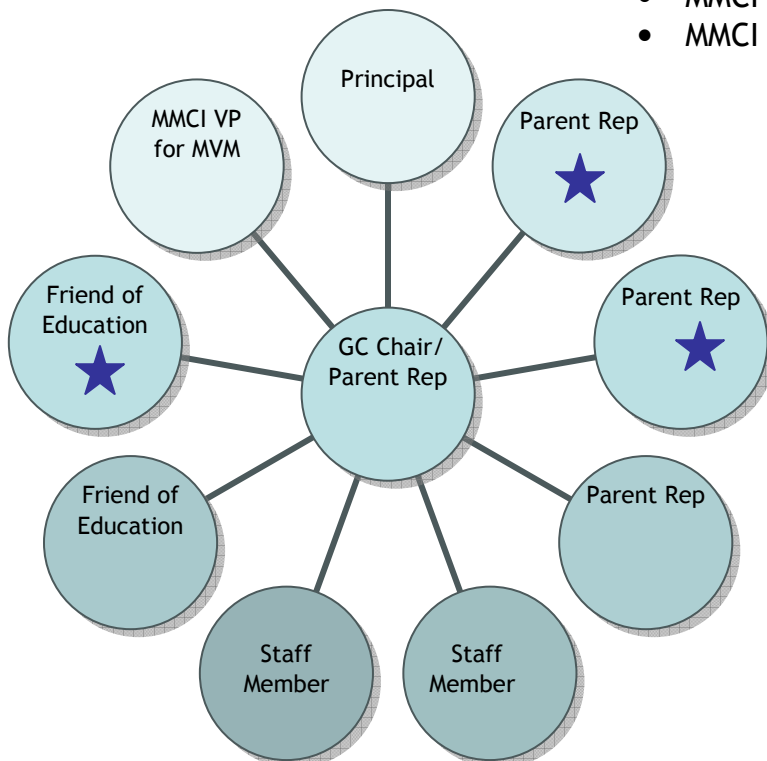 • MMCI
• MMCI
Principal
MMCI VP
for MVM
Parent Rep
Friend of
Education
Parent Rep
GC Chair/
Parent Rep
Friend of
Education
Parent Rep
Staff
Member
Staff
Member